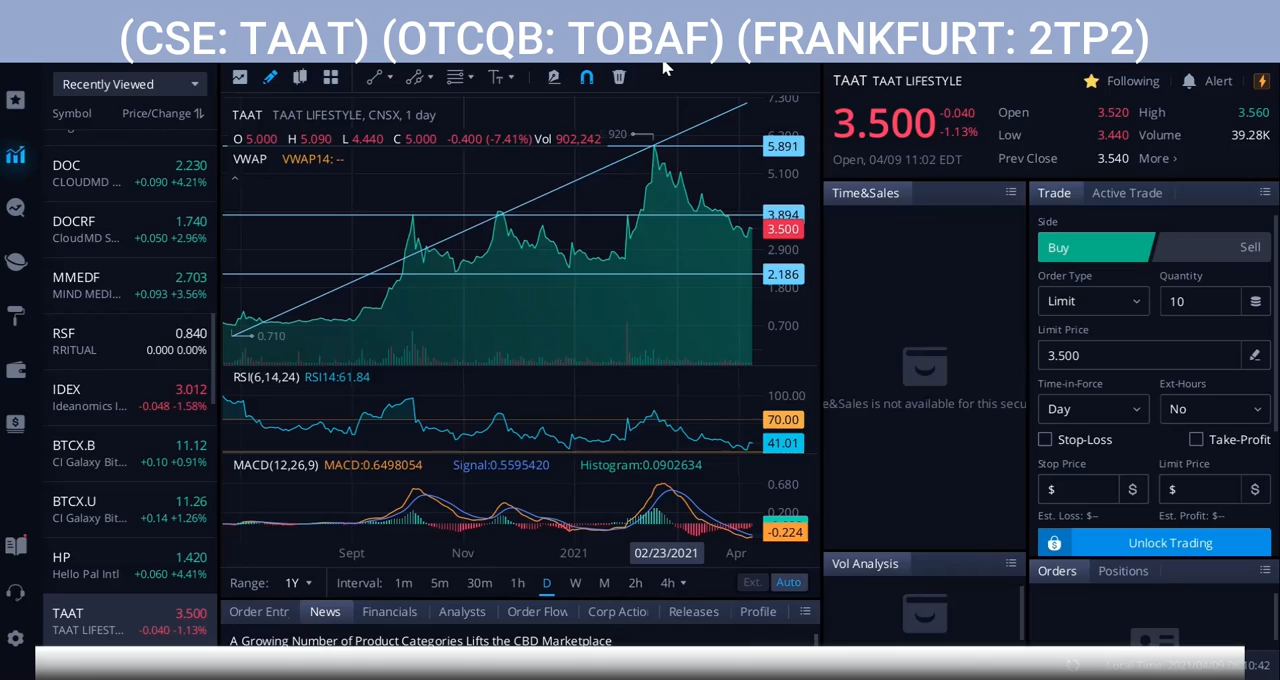 (CSE: TAAT) (OTCQB: TOBAF) (FRANKFURT: 2TP2)
Recently Viewed
Symbol Price/Change
DOC 2.230
CLOUDMD ... +0.090 +4.21%
DOCRF 1.740
CloudMD S... +0.050 +2.96%
MMEDF 2.703
MIND MEDI... +0.093 +3.56%
RSF 0.840
RRITUAL 0.000 0.00%
IDEX 3.012
Ideanomics I... -0.048 -1.58%
BTCX.B 11.12
CI Galaxy Bit... +0.10 +0.91%
BTCX.U 11.26
CI Galaxy Bit... +0.14 +1.26%
HP 1.420
Hello Pal Intl +0.060 +4.41%
TAAT 3.500
TAAT LIFEST... -0.040 -1.13%
TAAT TAAT LIFESTYLE, CNSX, 1 day
O 5.000 H 5.090 L 4.440 C 5.000 -0.400 (-7.41%) Vol 902,242
VWAP VWAP14: --
920
0.710
7.300
5.891
5.100
3.894
3.500
2.900
2.186
1.800
0.700
RSI(6,14,24) RSI14:61.84
100.00
70.00
41.01
MACD(12,26,9) MACD:0.6498054 Signal:0.5595420 Histogram:0.0902634
0.680
0.200
-0.224
Sept Nov 2021 02/23/2021 Apr
Range: 1Y Interval: 1m 5m 30m 1h D W M 2h 4h Ext. Auto
Order Entr News Financials Analysts Order Flow Corp Actio Releases Profile
A Growing Number of Product Categories Lifts the CBD Marketplace
TAAT TAAT LIFESTYLE
Following Alert
3.500 -0.040
-1.13%
Open 3.520 High 3.560
Low 3.440 Volume 39.28K
Prev Close 3.540 More ›
Open, 04/09 11:02 EDT
Time&Sales
e&Sales is not available for this secu
Vol Analysis
Trade Active Trade
Side
Buy Sell
Order Type Quantity
Limit 10
Limit Price
3.500
Time-in-Force Ext-Hours
Day No
Stop-Loss Take-Profit
Stop Price Limit Price
$ $ $ $
Est. Loss: $-- Est. Profit: $--
Unlock Trading
Orders Positions